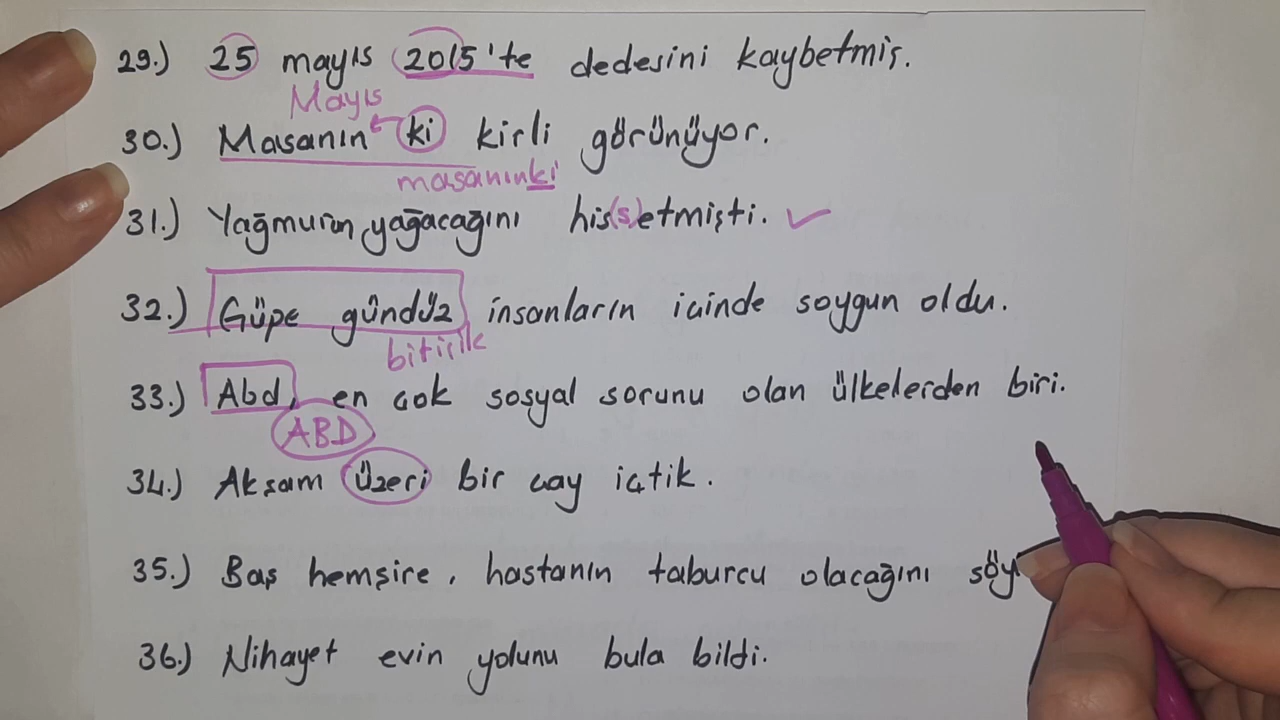 29.) 25 mayıs 2015'te dedesini kaybetmiş.
Mayıs
30.) Masanın ki kirli görünüyor.
masanınki
31.) Yağmurun yağacağını his(s)etmişti. ✓
32.) Güpe gündüz insanların içinde soygun oldu.
bitişik
33.) Abd, en çok sosyal sorunu olan ülkelerden biri.
ABD
34.) Akşam üzeri bir çay içtik.
35.) Baş hemşire, hastanın taburcu olacağını söy
36.) Nihayet evin yolunu bula bildi.